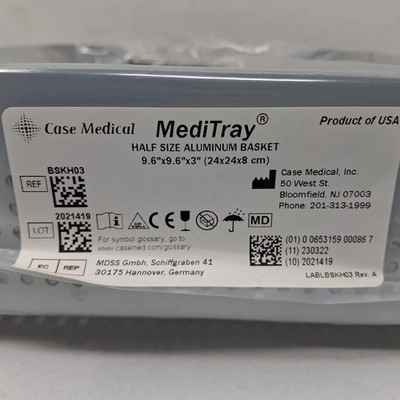 Case Medical
MediTray®
Product of USA
HALF SIZE ALUMINUM BASKET
9.6"x9.6"x3" (24x24x8 cm)
REF
BSKH03
Case Medical, Inc.
50 West St.
Bloomfield, NJ 07003
Phone: 201-313-1999
LOT
2021419
MD
For symbol glossary, go to
www.casemed.com/glossary
(01) 0 0653159 00086 7
(11) 230322
(10) 2021419
EC REP
MDSS Gmbh, Schiffgraben 41
30175 Hannover, Germany
LABLBSKH03 Rev. A